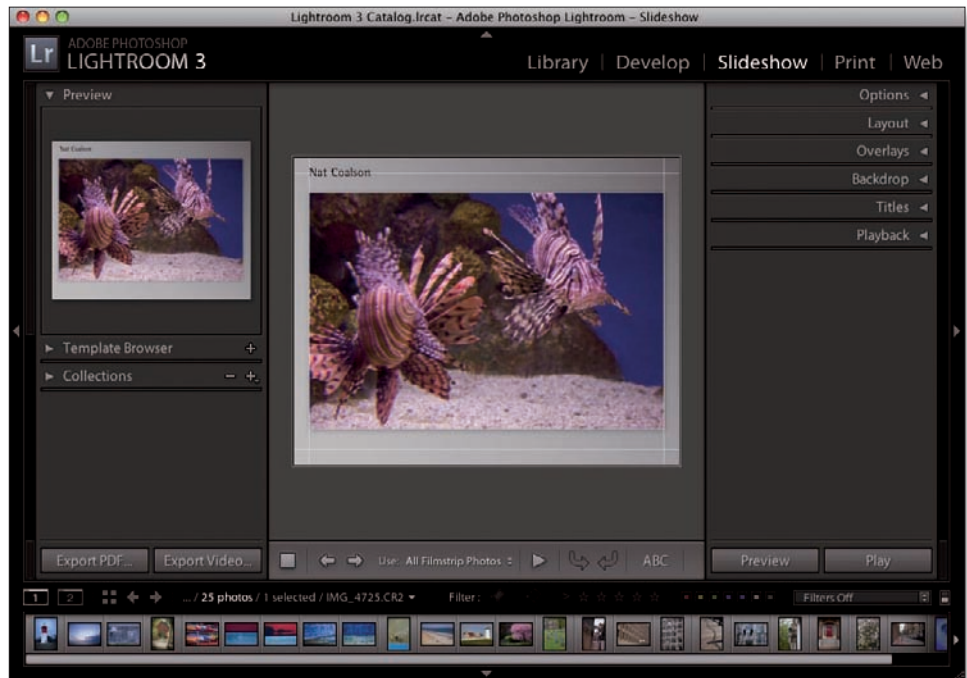 Lightroom 3 Catalog.lrcat – Adobe Photoshop Lightroom – Slideshow
Lr
ADOBE PHOTOSHOP
LIGHTROOM 3
Library | Develop | Slideshow | Print | Web
Preview
Nat Coalson
Template Browser
Collections
Export PDF... Export Video...
Nat Coalson
Use: All Filmstrip Photos
ABC
Options
Layout
Overlays
Backdrop
Titles
Playback
Preview Play
1 2 ... / 25 photos / 1 selected / IMG_4725.CR2 Filter: Filters Off